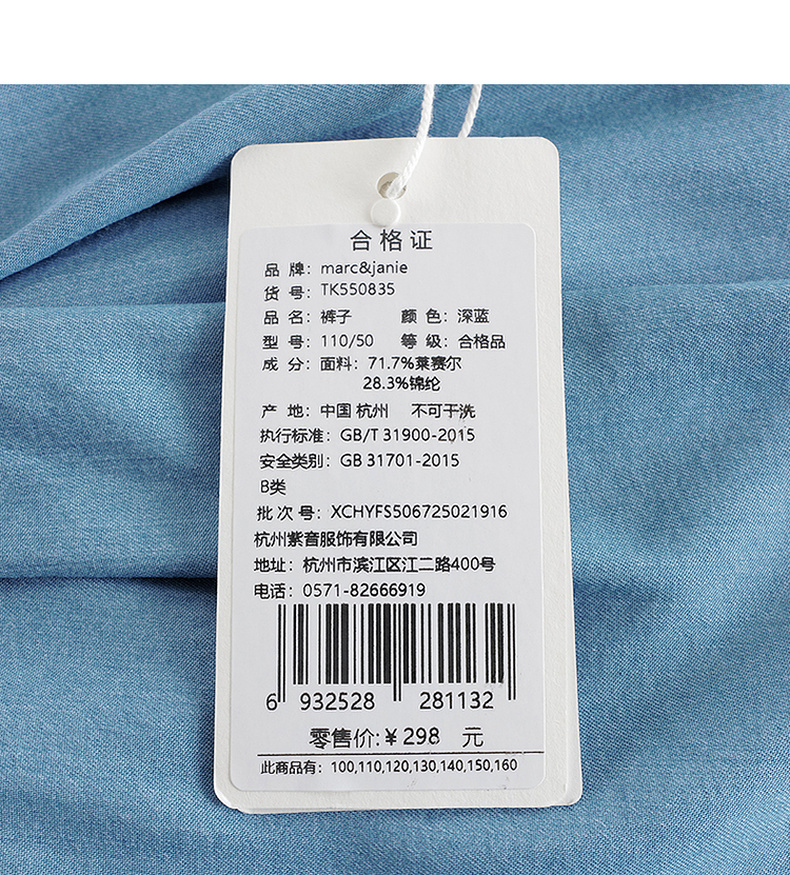 合格证
品 牌：marc&janie
货 号：TK550835
品 名：裤子 颜 色：深蓝
型 号：110/50 等 级：合格品
成 分：面料：71.7%莱赛尔
28.3%锦纶
产 地：中国 杭州 不可干洗
执行标准：GB/T 31900-2015
安全类别：GB 31701-2015
B类
批 次 号：XCHYFS506725021916
杭州紫音服饰有限公司
地址：杭州市滨江区江二路400号
电话：0571-82666919
6 932528 281132
零售价:￥298 元
此商品有：100,110,120,130,140,150,160